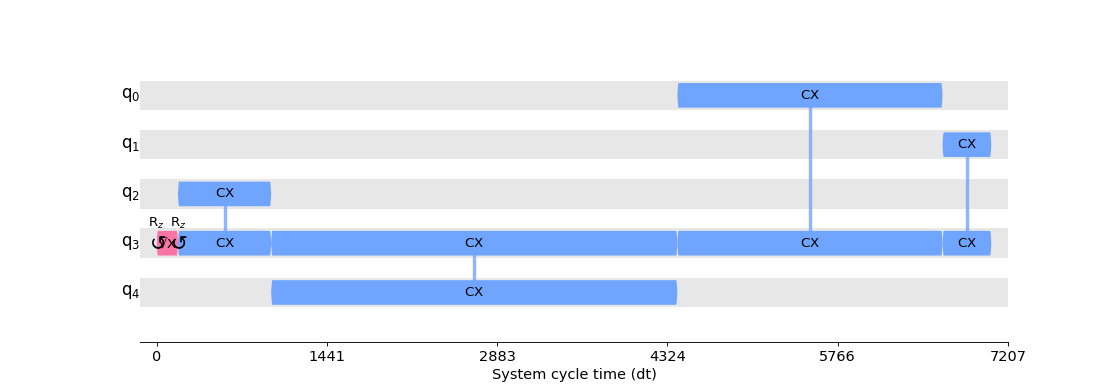 q0 CX
q1 CX
q2 CX
Rz Rz
q3 CX CX CX CX
q4 CX
0 1441 2883 4324 5766 7207
System cycle time (dt)